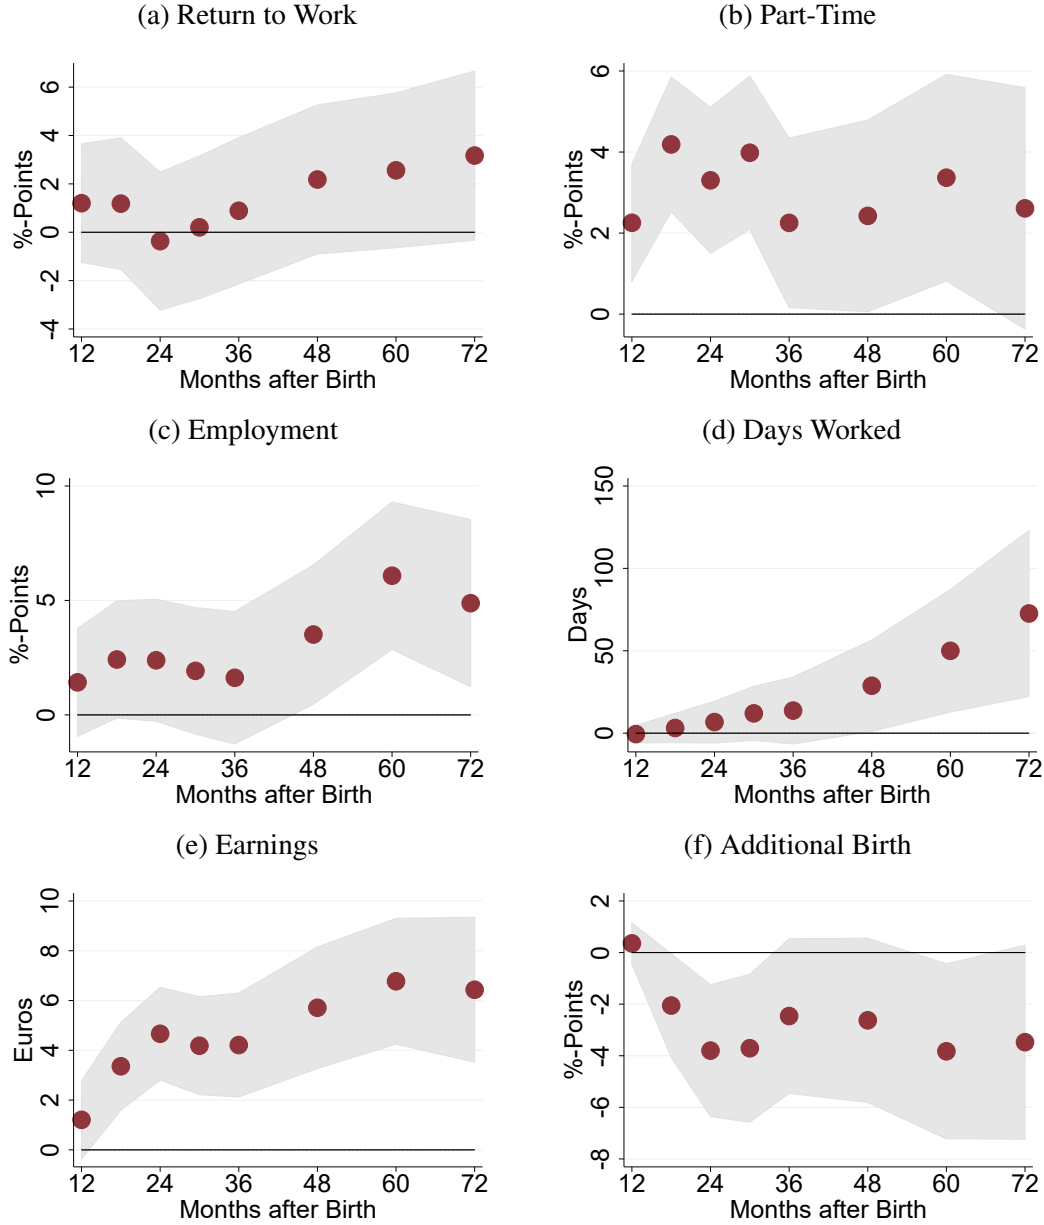 (a) Return to Work
%-Points
6
4
2
0
-2
-4
12 24 36 48 60 72
Months after Birth
(b) Part-Time
%-Points
6
4
2
0
12 24 36 48 60 72
Months after Birth
(c) Employment
%-Points
10
5
0
12 24 36 48 60 72
Months after Birth
(d) Days Worked
Days
150
100
50
0
12 24 36 48 60 72
Months after Birth
(e) Earnings
Euros
10
8
6
4
2
0
12 24 36 48 60 72
Months after Birth
(f) Additional Birth
%-Points
2
0
-2
-4
-6
-8
12 24 36 48 60 72
Months after Birth